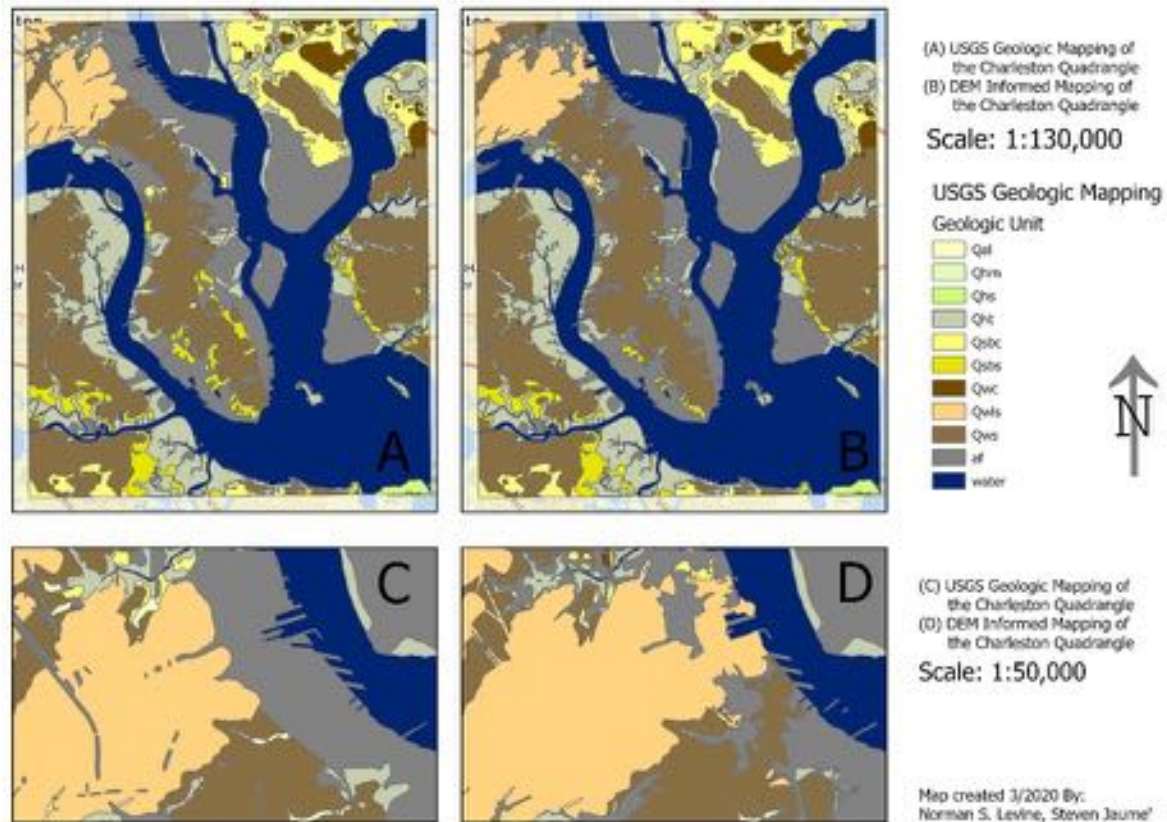 A
B
(A) USGS Geologic Mapping of
the Charleston Quadrangle
(B) DEM Informed Mapping of
the Charleston Quadrangle
Scale: 1:130,000
USGS Geologic Mapping
Geologic Unit
Qal
Qhm
Qhs
Qht
Qsbc
Qsbs
Qwc
Qwls
Qws
af
water
N
C
D
(C) USGS Geologic Mapping of
the Charleston Quadrangle
(D) DEM Informed Mapping of
the Charleston Quadrangle
Scale: 1:50,000
Map created 3/2020 By:
Norman S. Levine, Steven Jaume'